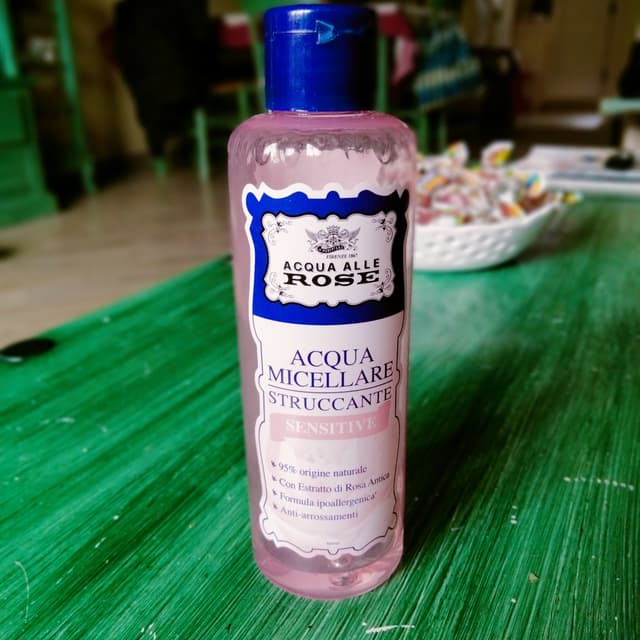 FIRENZE 1867
ACQUA ALLE
ROSE
ACQUA
MICELLARE
STRUCCANTE
SENSITIVE
95% origine naturale
Con Estratto di Rosa Antica
Formula ipoallergenica*
Anti-arrossamenti